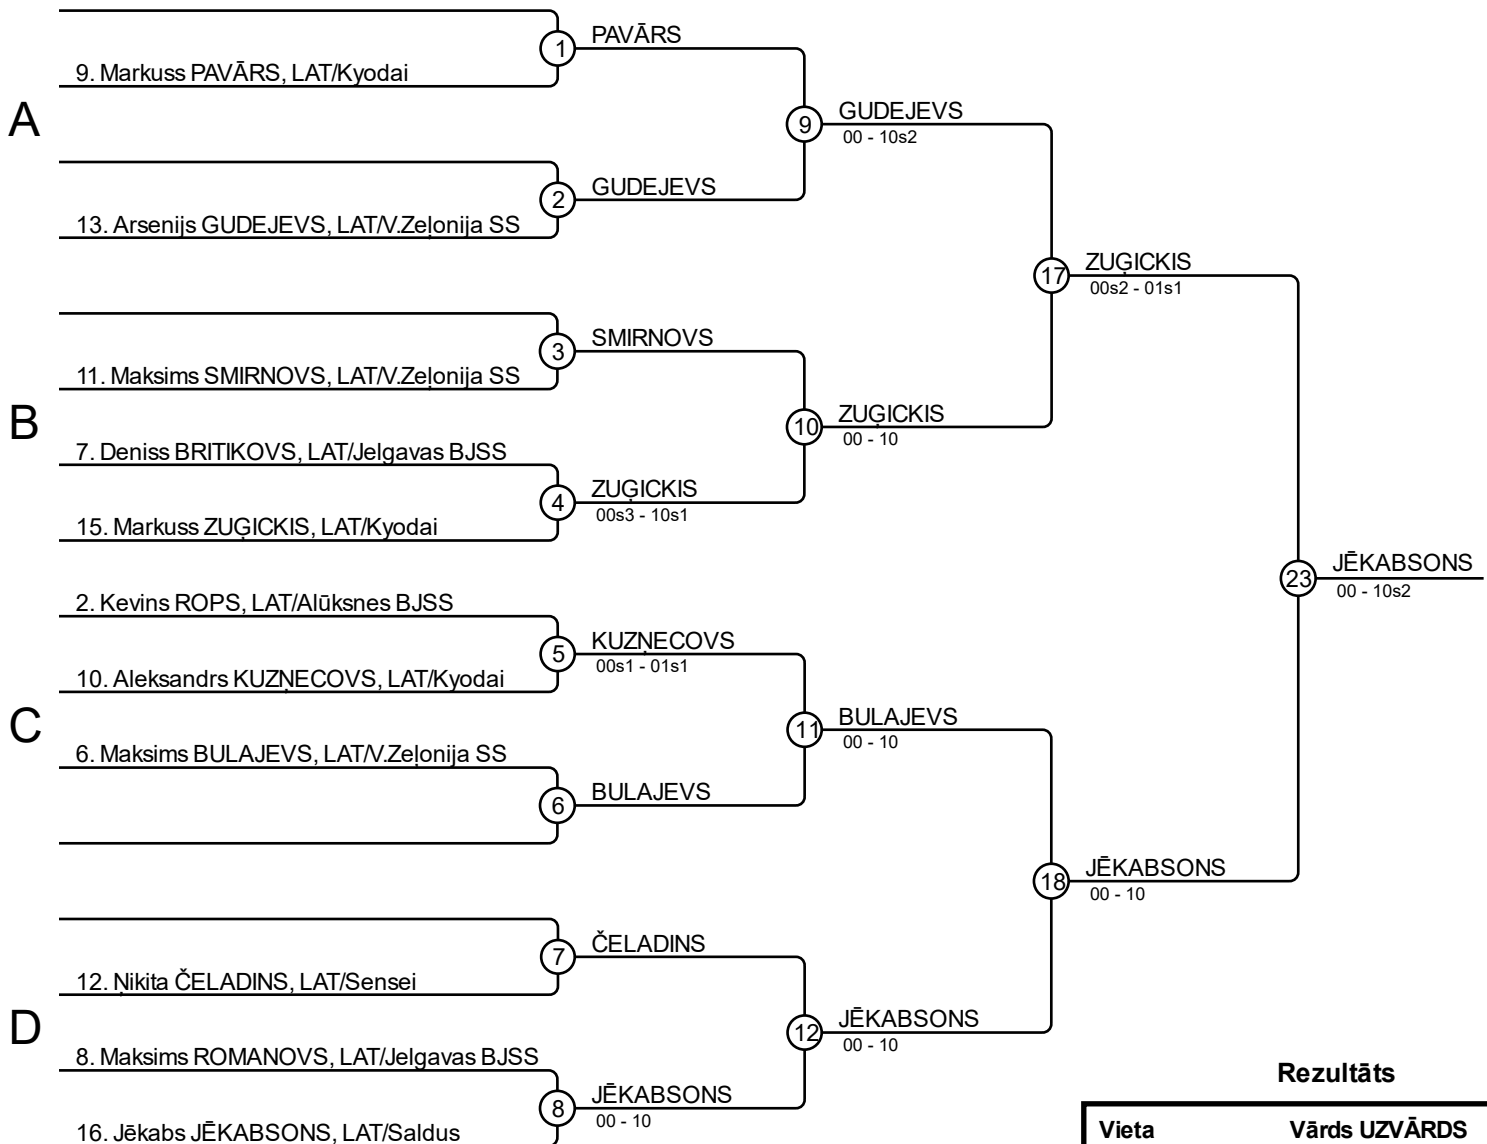 PAVĀRS
1
9. Markuss PAVĀRS, LAT/Kyodai
A
GUDEJEVS
9
00 - 10s2
GUDEJEVS
2
13. Arsenijs GUDEJEVS, LAT/V.Zeļonija SS
ZUĢICKIS
17
00s2 - 01s1
SMIRNOVS
3
11. Maksims SMIRNOVS, LAT/V.Zeļonija SS
B
ZUĢICKIS
10
00 - 10
7. Deniss BRITIKOVS, LAT/Jelgavas BJSS
ZUĢICKIS
4
00s3 - 10s1
15. Markuss ZUĢICKIS, LAT/Kyodai
JĒKABSONS
23
00 - 10s2
2. Kevins ROPS, LAT/Alūksnes BJSS
KUZŅECOVS
5
00s1 - 01s1
10. Aleksandrs KUZŅECOVS, LAT/Kyodai
C
BULAJEVS
11
00 - 10
6. Maksims BULAJEVS, LAT/V.Zeļonija SS
BULAJEVS
6
JĒKABSONS
18
00 - 10
ČELADINS
7
12. Ņikita ČELADINS, LAT/Sensei
D
JĒKABSONS
12
00 - 10
8. Maksims ROMANOVS, LAT/Jelgavas BJSS
JĒKABSONS
8
00 - 10
16. Jēkabs JĒKABSONS, LAT/Saldus
Rezultāts
Vieta Vārds UZVĀRDS